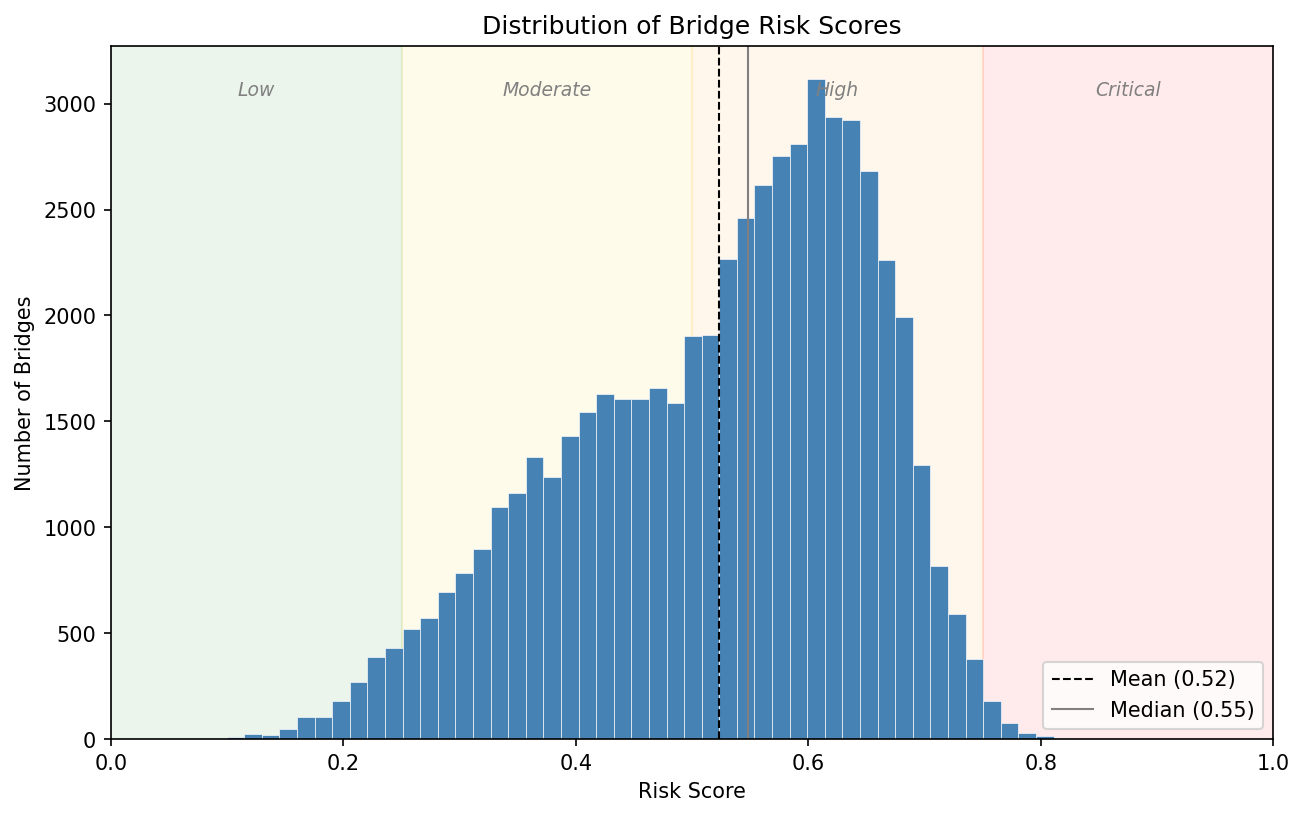 Distribution of Bridge Risk Scores
Low
Moderate
High
Critical
3000
2500
2000
1500
1000
500
0
Number of Bridges
0.0
0.2
0.4
0.6
0.8
1.0
Risk Score
Mean (0.52)
Median (0.55)